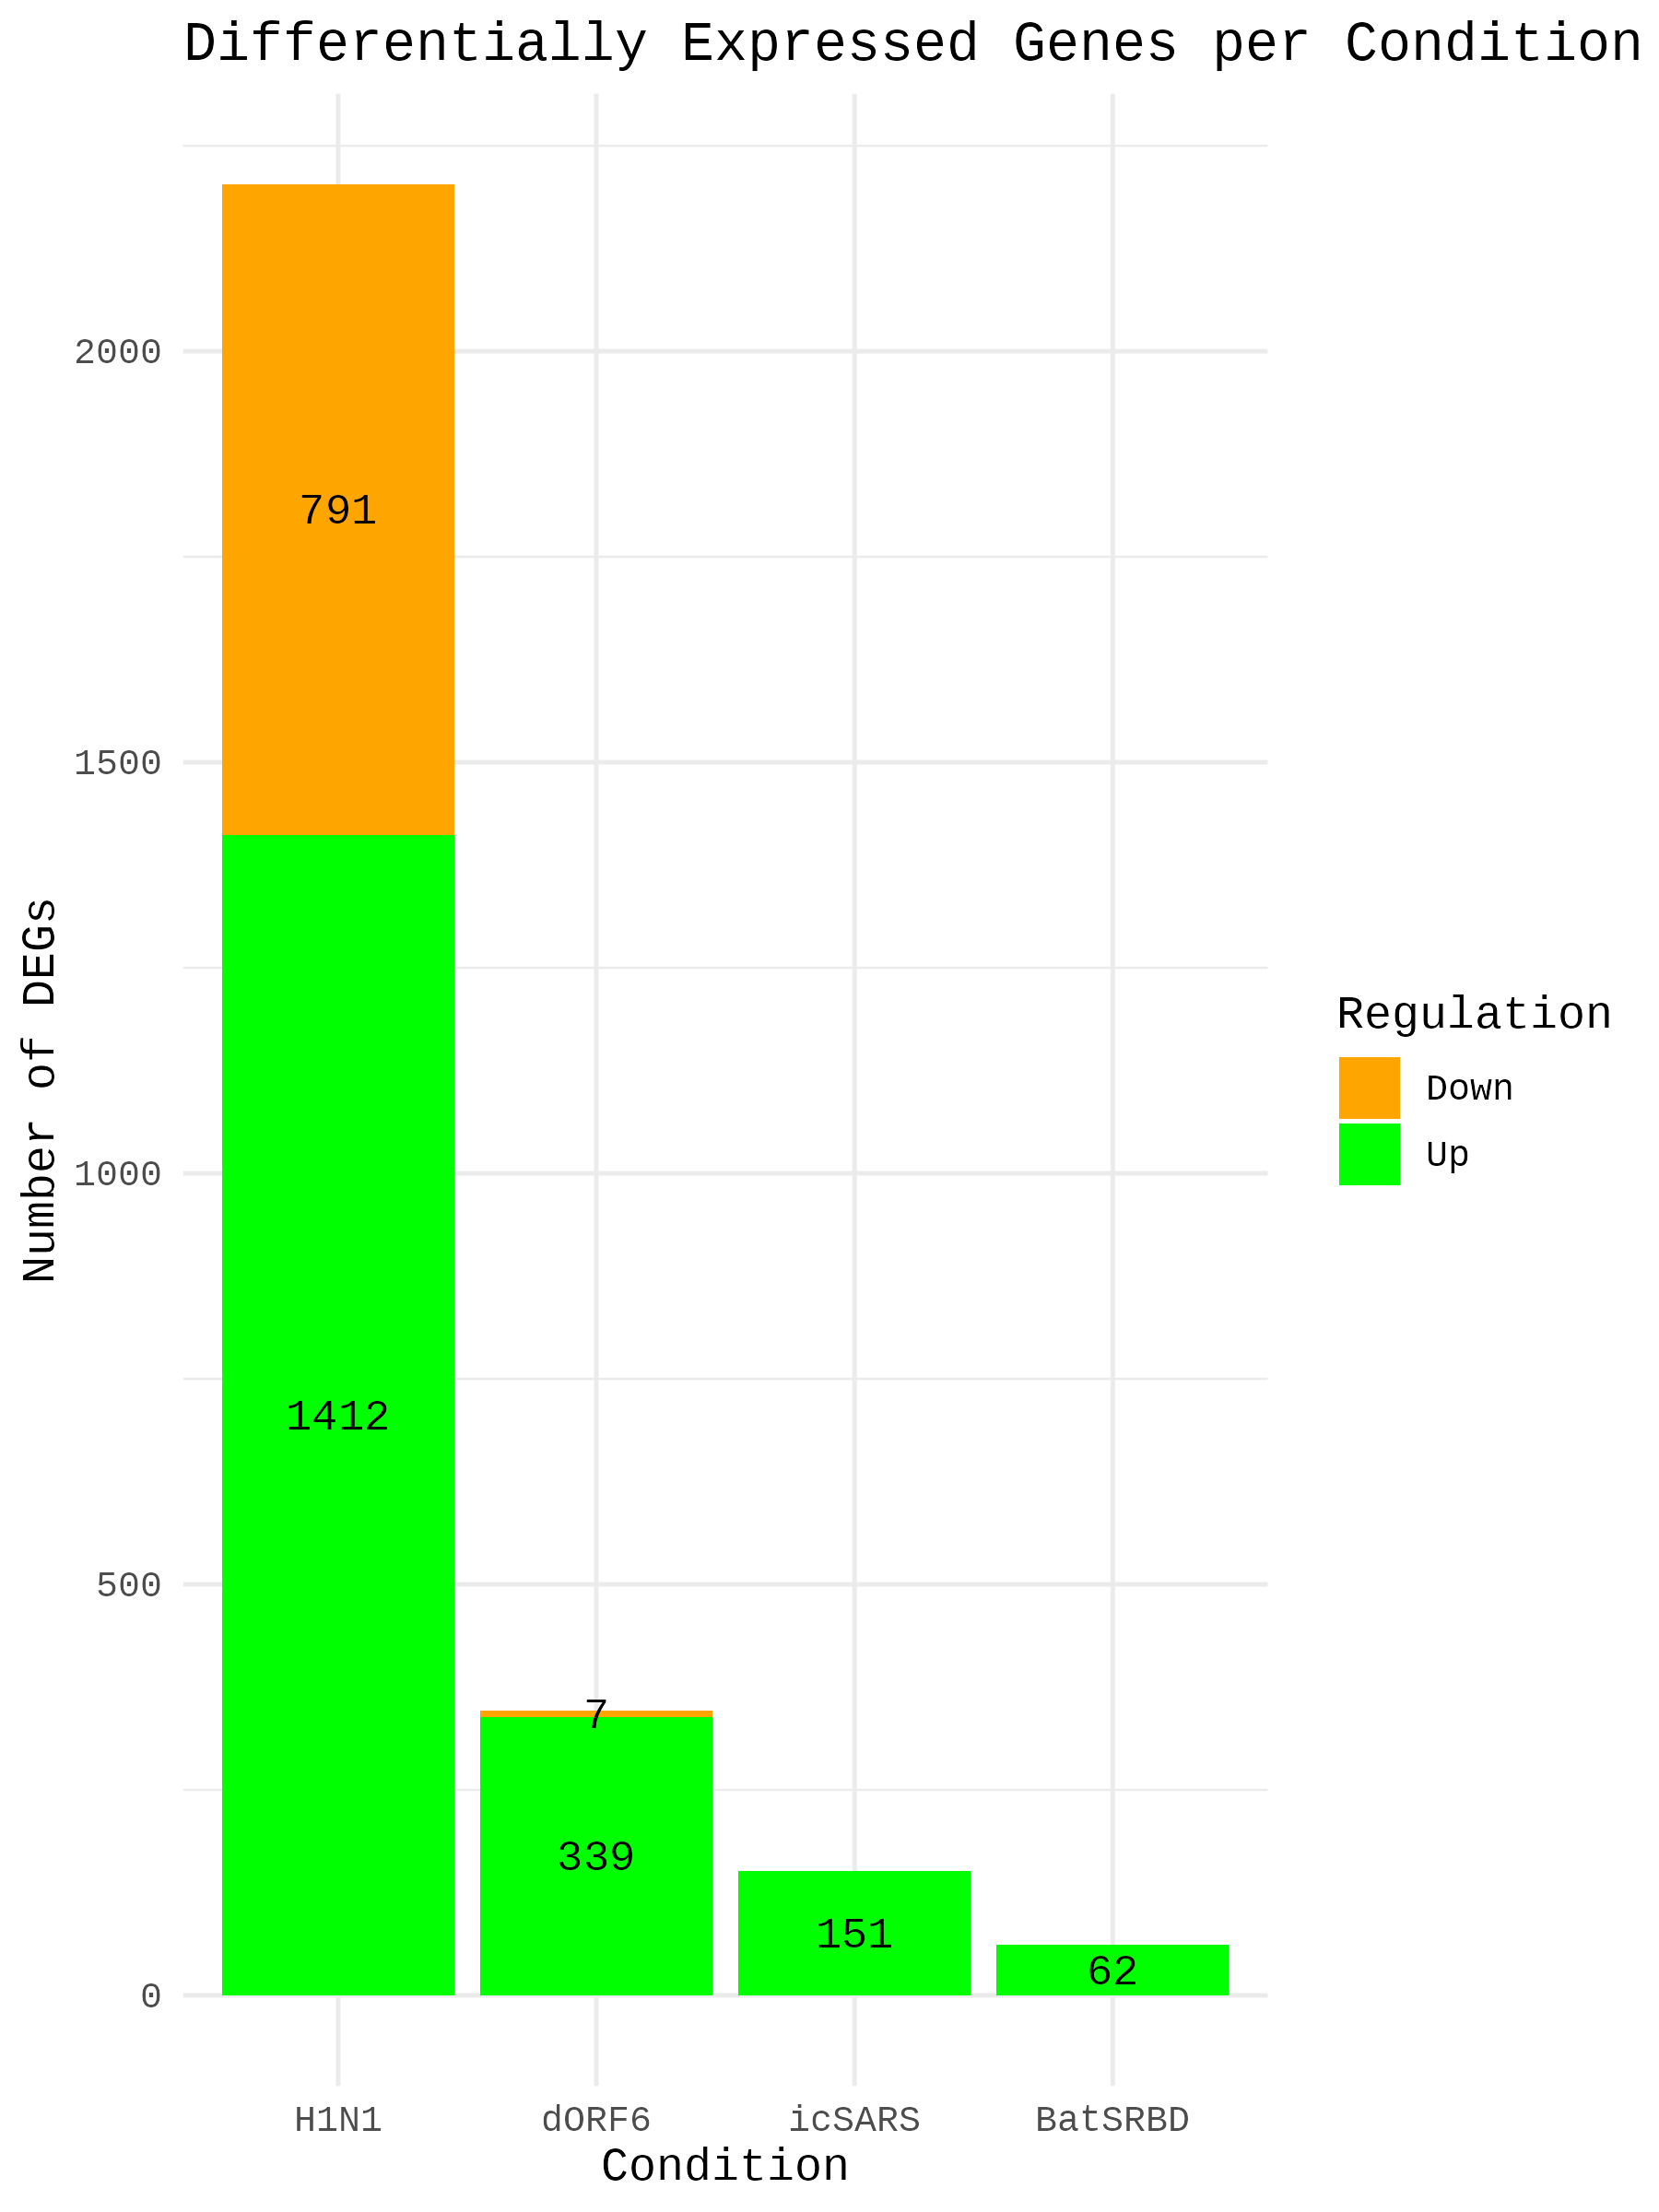 Differentially Expressed Genes per Condition
Number of DEGs
2000
1500
1000
500
0
791
1412
7
339
151
62
H1N1 dORF6 icSARS BatSRBD
Condition
Regulation
Down
Up